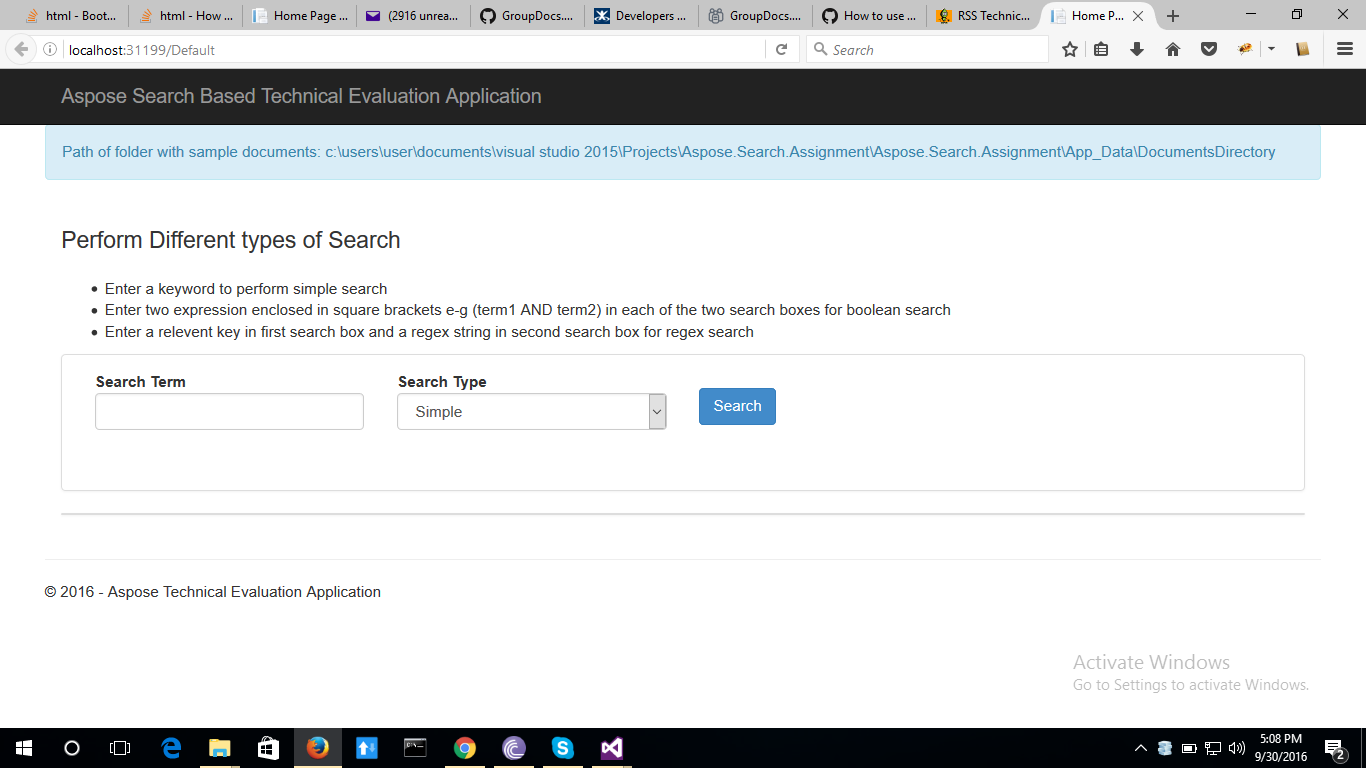 html - Boot...
html - How ...
Home Page ...
(2916 unrea...
GroupDocs....
Developers ...
GroupDocs....
How to use ...
RSS Technic...
Home P...
localhost:31199/Default
Search
Aspose Search Based Technical Evaluation Application
Path of folder with sample documents: c:\users\user\documents\visual studio 2015\Projects\Aspose.Search.Assignment\Aspose.Search.Assignment\App_Data\DocumentsDirectory
Perform Different types of Search
Enter a keyword to perform simple search
Enter two expression enclosed in square brackets e-g (term1 AND term2) in each of the two search boxes for boolean search
Enter a relevent key in first search box and a regex string in second search box for regex search
Search Term
Search Type
Simple
Search
© 2016 - Aspose Technical Evaluation Application
Activate Windows
Go to Settings to activate Windows.
5:08 PM
9/30/2016
2